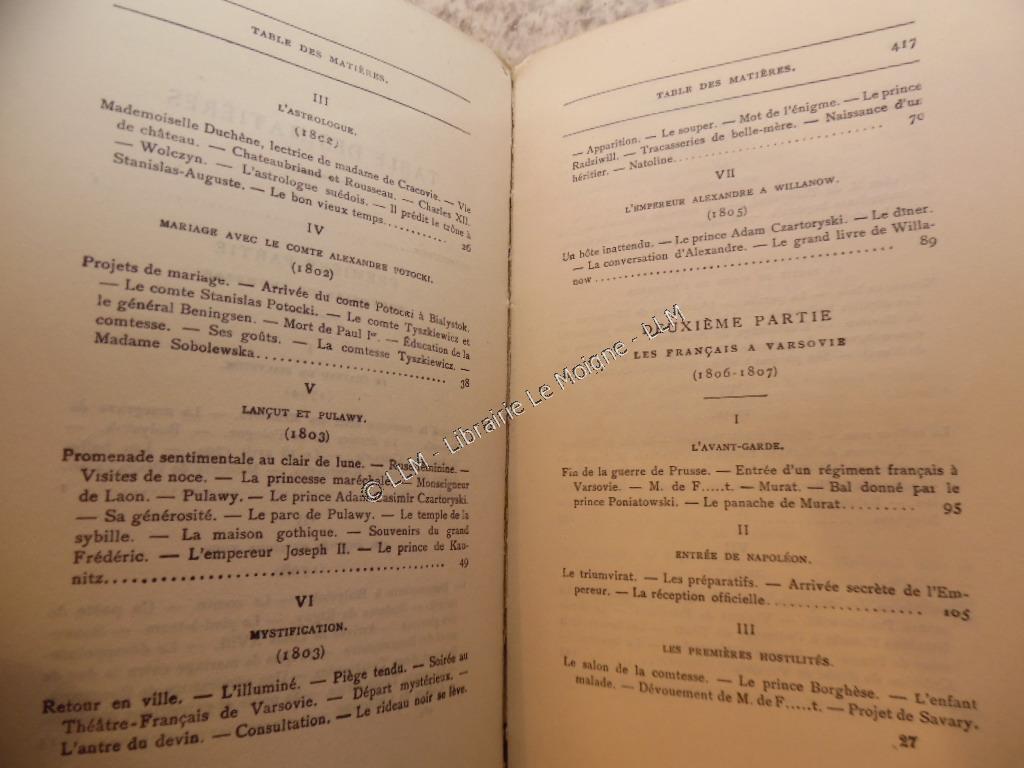 TABLE DES MATIÈRES.
III
L'ASTROLOGUE.
(1802)
Mademoiselle Duchêne, lectrice de madame de Cracovie. — Vie
de château. — Chateaubriand et Rousseau. — Charles XII.
— Wolczyn. — L'astrologue suédois. — Il prédit le trône à
Stanislas-Auguste. — Le bon vieux temps........... 26
IV
MARIAGE AVEC LE COMTE ALEXANDRE POTOCKI.
(1802)
Projets de mariage. — Arrivée du comte Potocki à Bialystok.
— Le comte Stanislas Potocki. — Le comte Tyszkiewicz et
le général Beningsen. — Mort de Paul Ier. — Éducation de la
comtesse. — Ses goûts. — La comtesse Tyszkiewicz. —
Madame Sobolewska........................ 38
V
LANÇUT ET PULAWY.
(1803)
Promenade sentimentale au clair de lune. — Ruse féminine. —
Visites de noce. — La princesse maréchale. — Monseigneur
de Laon. — Pulawy. — Le prince Adam Casimir Czartoryski.
— Sa générosité. — Le parc de Pulawy. — Le temple de la
sybille. — La maison gothique. — Souvenirs du grand
Frédéric. — L'empereur Joseph II. — Le prince de Kau-
nitz.................................... 49
VI
MYSTIFICATION.
(1803)
Retour en ville. — L'illuminé. — Piège tendu. — Soirée au
Théâtre-Français de Varsovie. — Départ mystérieux. —
L'antre du devin. — Consultation. — Le rideau noir se lève.
TABLE DES MATIÈRES. 417
— Apparition. — Le souper. — Mot de l'énigme. — Le prince
Radziwill. — Tracasseries de belle-mère. — Naissance d'un
héritier. — Natoline........................ 70
VII
L'EMPEREUR ALEXANDRE A WILLANOW.
(1805)
Un hôte inattendu. — Le prince Adam Czartoryski. — Le dîner.
— La conversation d'Alexandre. — Le grand livre de Willa-
now.................................... 89
DEUXIÈME PARTIE
LES FRANÇAIS A VARSOVIE
(1806-1807)
I
L'AVANT-GARDE.
Fin de la guerre de Prusse. — Entrée d'un régiment français à
Varsovie. — M. de F.....t. — Murat. — Bal donné par le
prince Poniatowski. — Le panache de Murat......... 95
II
ENTRÉE DE NAPOLÉON.
Le triumvirat. — Les préparatifs. — Arrivée secrète de l'Em-
pereur. — La réception officielle................ 105
III
LES PREMIÈRES HOSTILITÉS.
Le salon de la comtesse. — Le prince Borghèse. — L'enfant
malade. — Dévouement de M. de F.....t. — Projet de Savary.
27
© LLM - Librairie Le Moigne - LLM